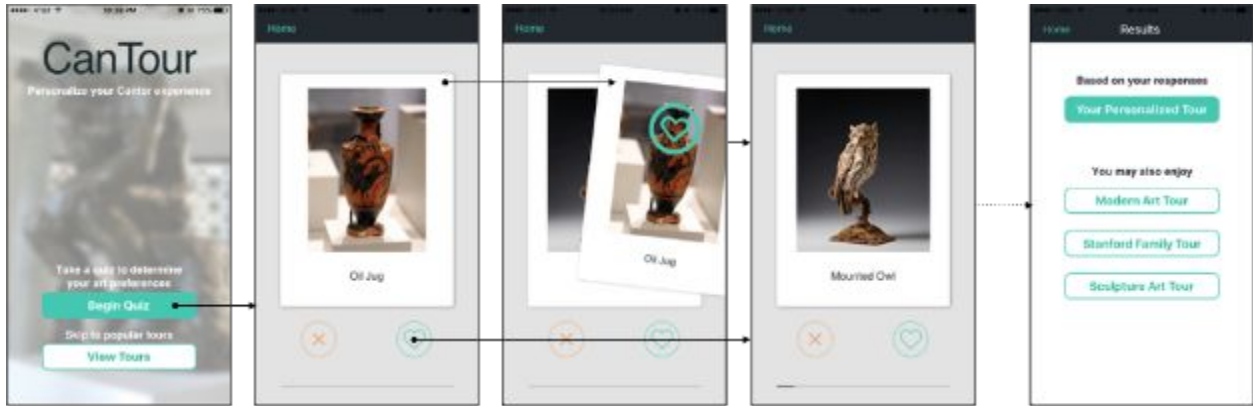 CanTour
Personalize your Cantor experience
Take a quiz to determine
your art preferences
Begin Quiz
Skip to popular tours
View Tours
Home
Oil Jug
Home
Oil Jug
Home
Mounted Owl
Home
Results
Based on your responses
Your Personalized Tour
You may also enjoy
Modern Art Tour
Stanford Family Tour
Sculpture Art Tour